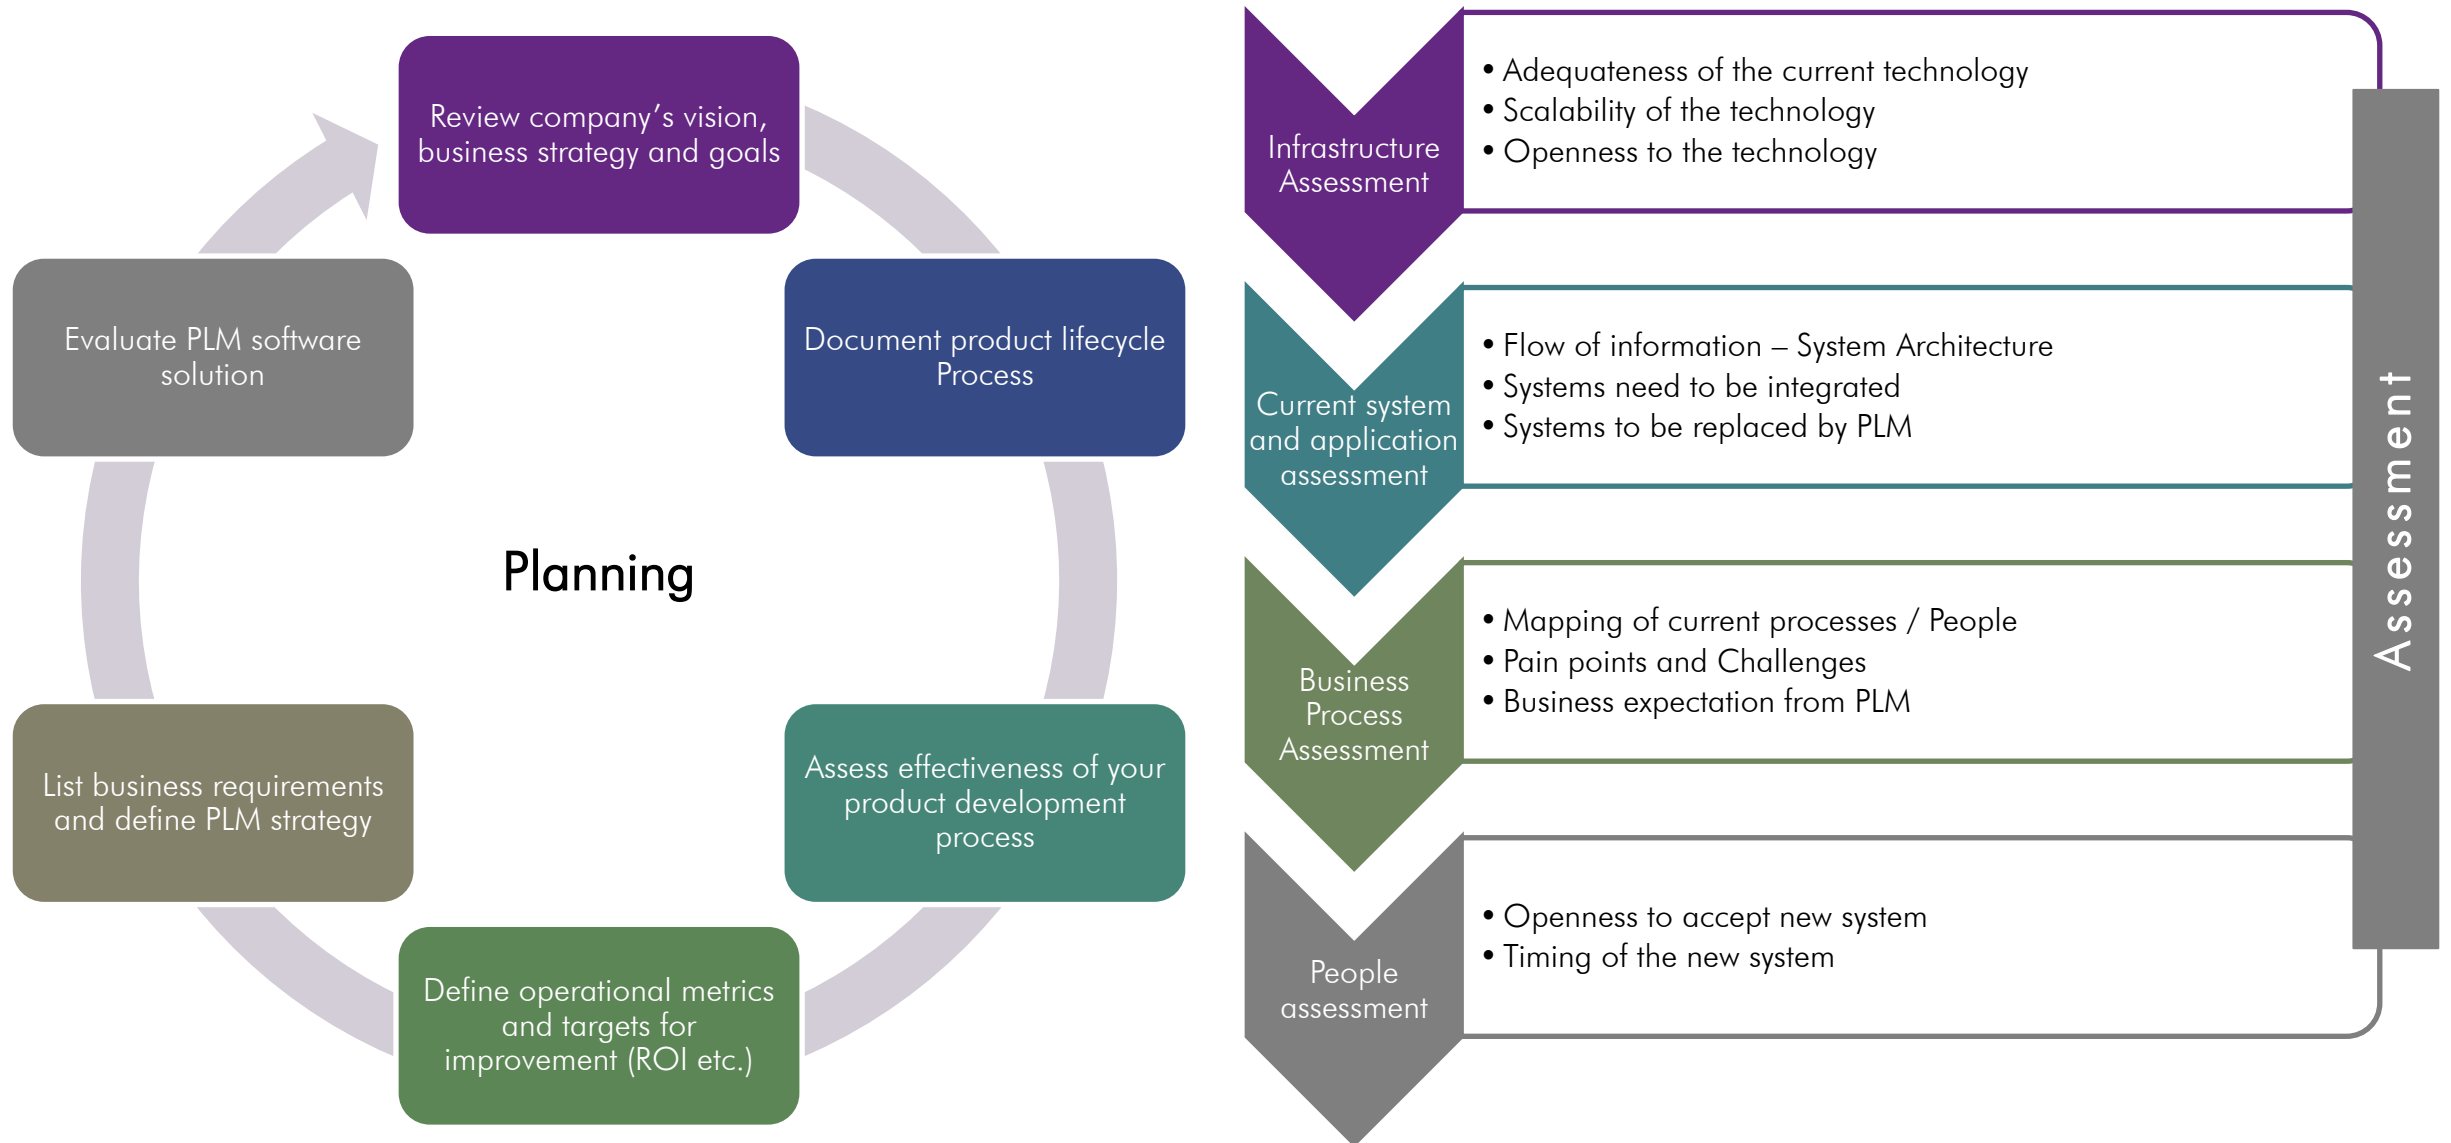 Review company’s vision,
business strategy and goals
Document product lifecycle
Process
Assess effectiveness of your
product development
process
Define operational metrics
and targets for
improvement (ROI etc.)
List business requirements
and define PLM strategy
Evaluate PLM software
solution
Planning
Infrastructure
Assessment
• Adequateness of the current technology
• Scalability of the technology
• Openness to the technology
Current system
and application
assessment
• Flow of information – System Architecture
• Systems need to be integrated
• Systems to be replaced by PLM
Business
Process
Assessment
• Mapping of current processes / People
• Pain points and Challenges
• Business expectation from PLM
People
assessment
• Openness to accept new system
• Timing of the new system
Assessment